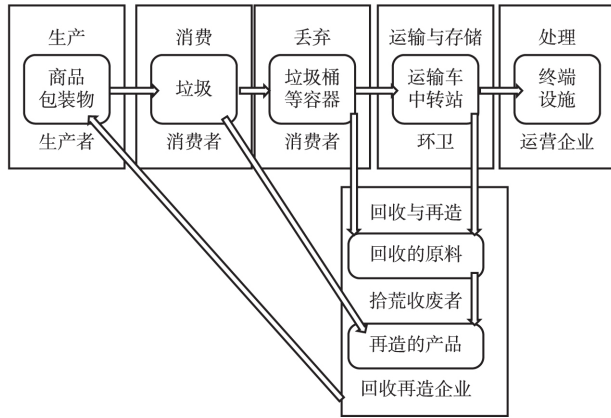 生产
商品
包装物
生产者
消费
垃圾
消费者
丢弃
垃圾桶
等容器
消费者
运输与存储
运输车
中转站
环卫
处理
终端
设施
运营企业
回收与再造
回收的原料
拾荒收废者
再造的产品
回收再造企业